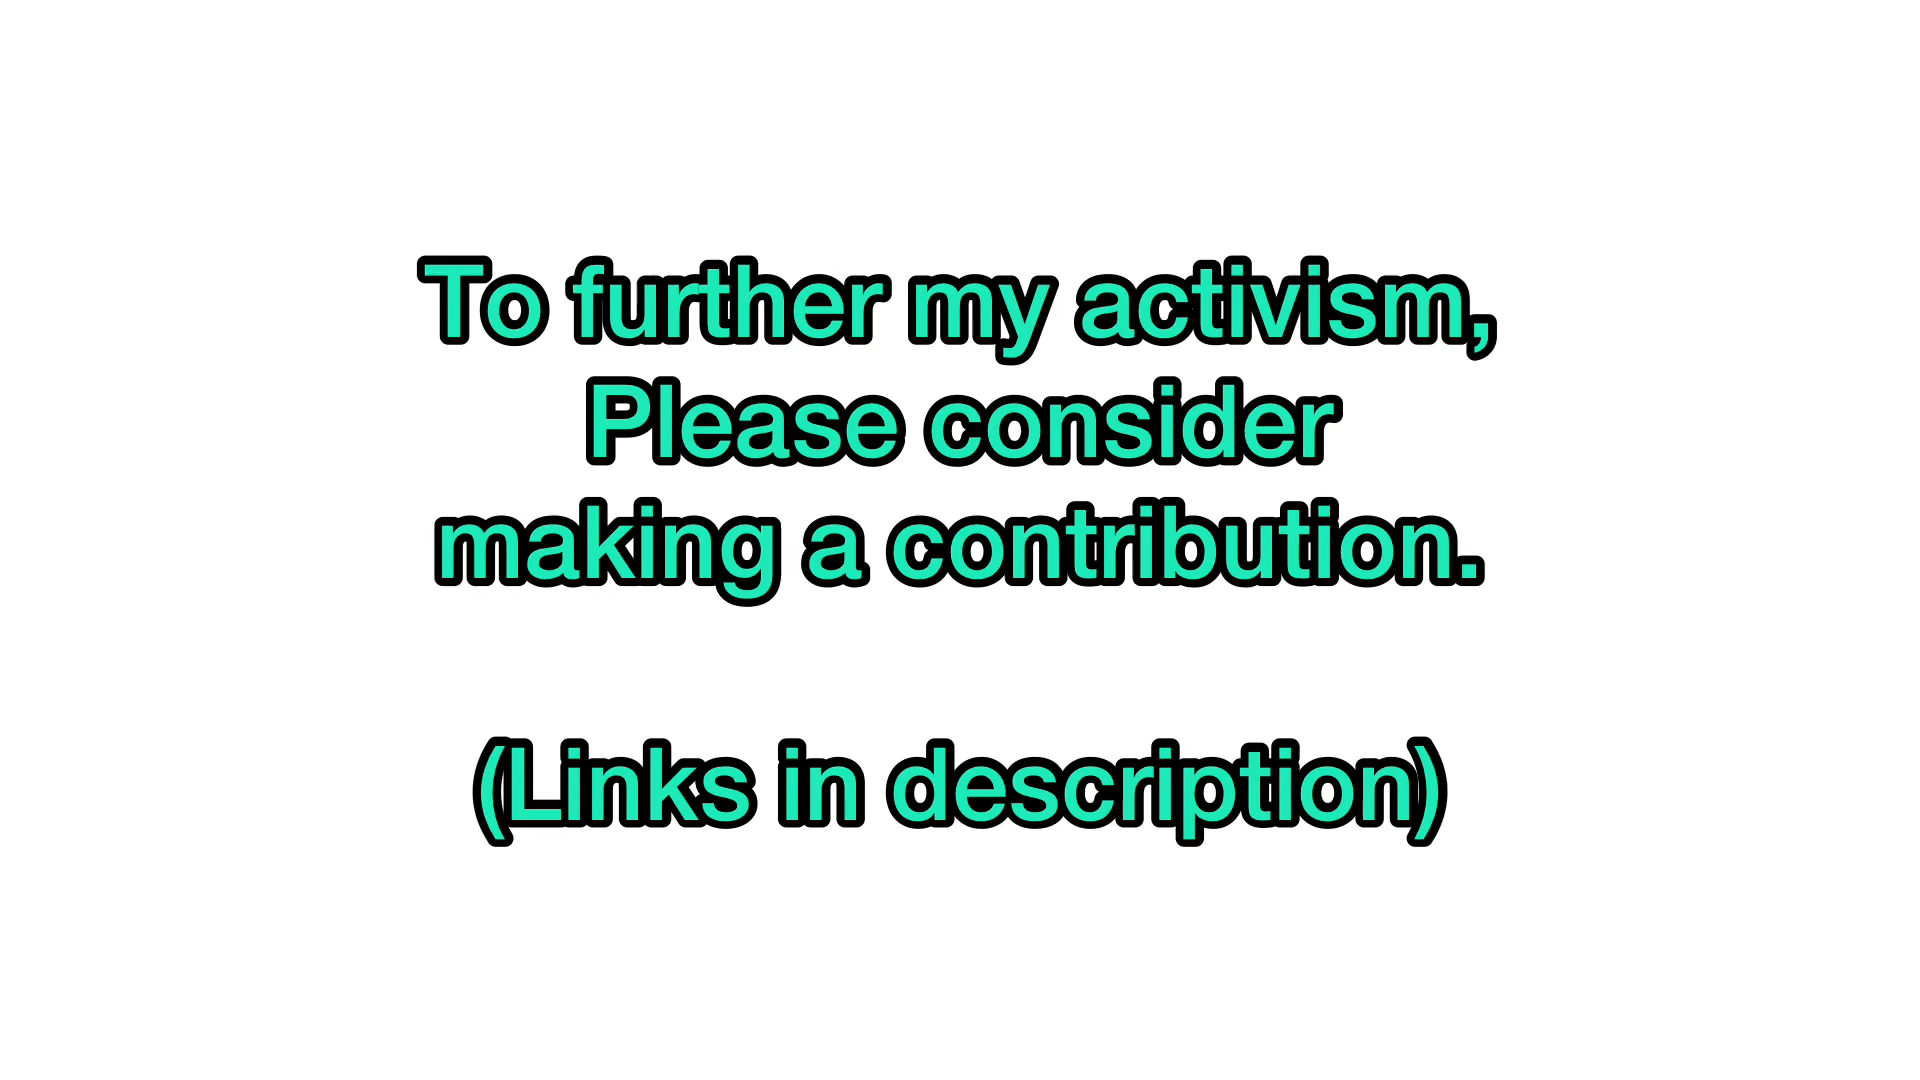 To further my activism,
Please consider
making a contribution.
(Links in description)